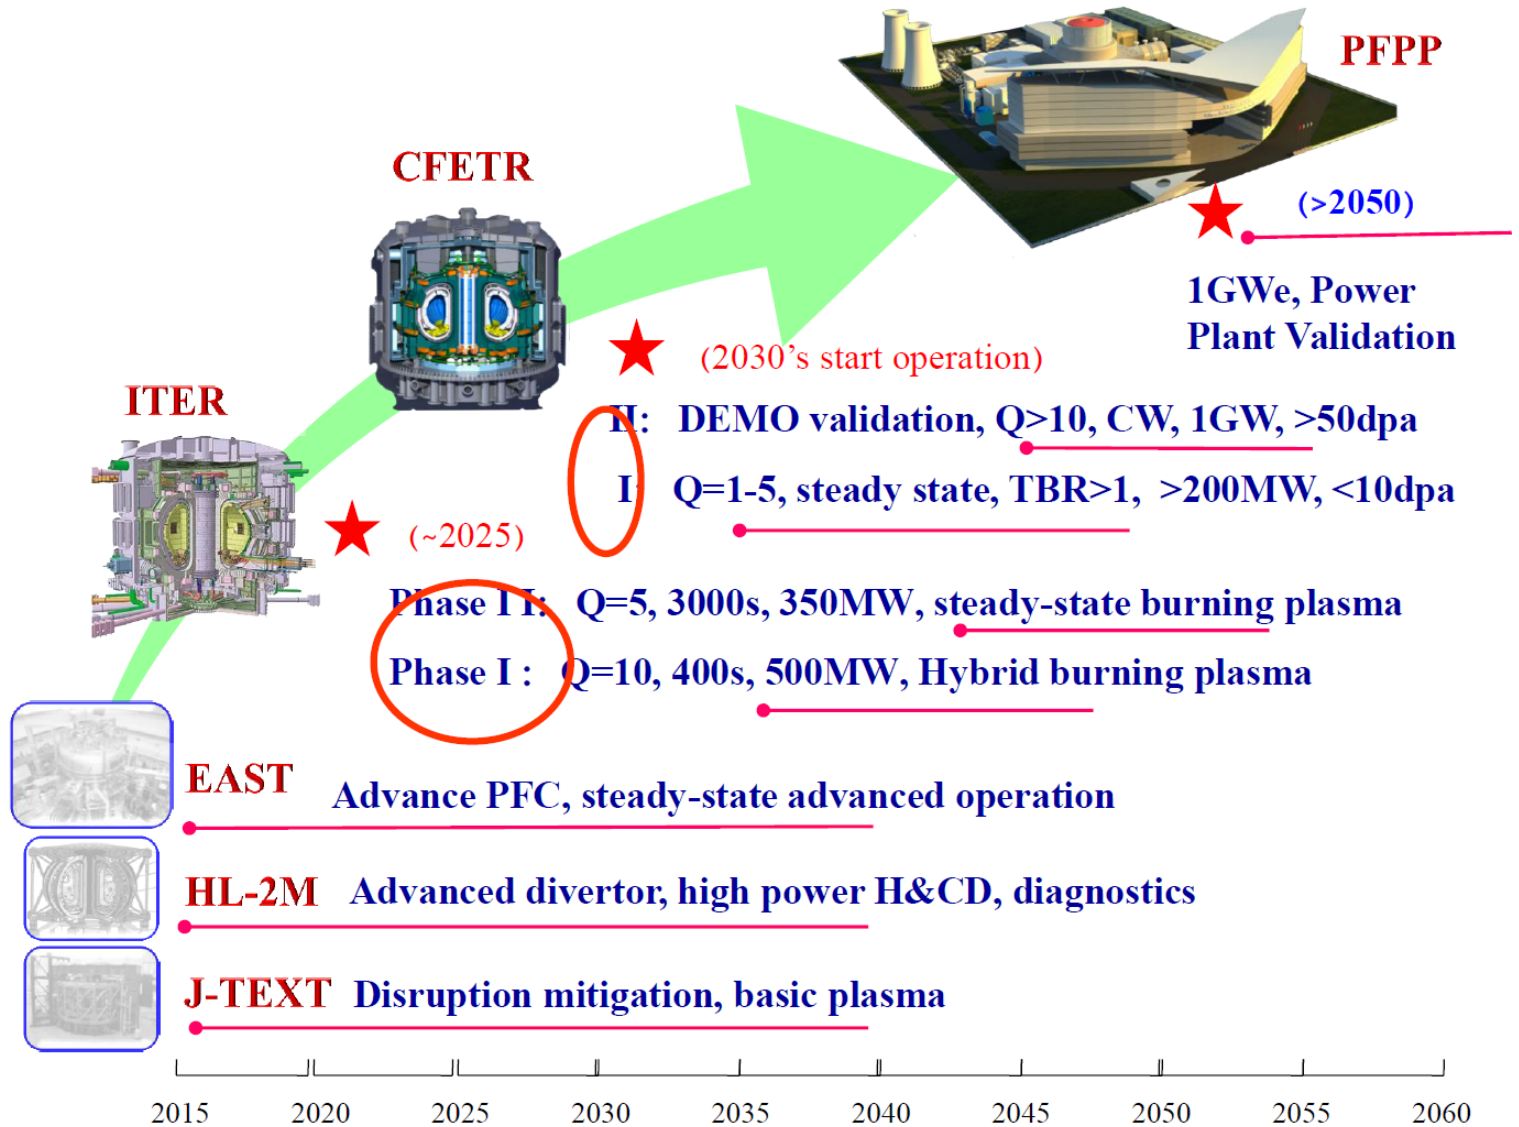 PFPP
CFETR
(>2050)
1GWe, Power
Plant Validation
(2030's start operation)
ITER
II: DEMO validation, Q>10, CW, 1GW, >50dpa
I: Q=1-5, steady state, TBR>1, >200MW, <10dpa
(~2025)
Phase I I: Q=5, 3000s, 350MW, steady-state burning plasma
Phase I : Q=10, 400s, 500MW, Hybrid burning plasma
EAST Advance PFC, steady-state advanced operation
HL-2M Advanced divertor, high power H&CD, diagnostics
J-TEXT Disruption mitigation, basic plasma
2015 2020 2025 2030 2035 2040 2045 2050 2055 2060